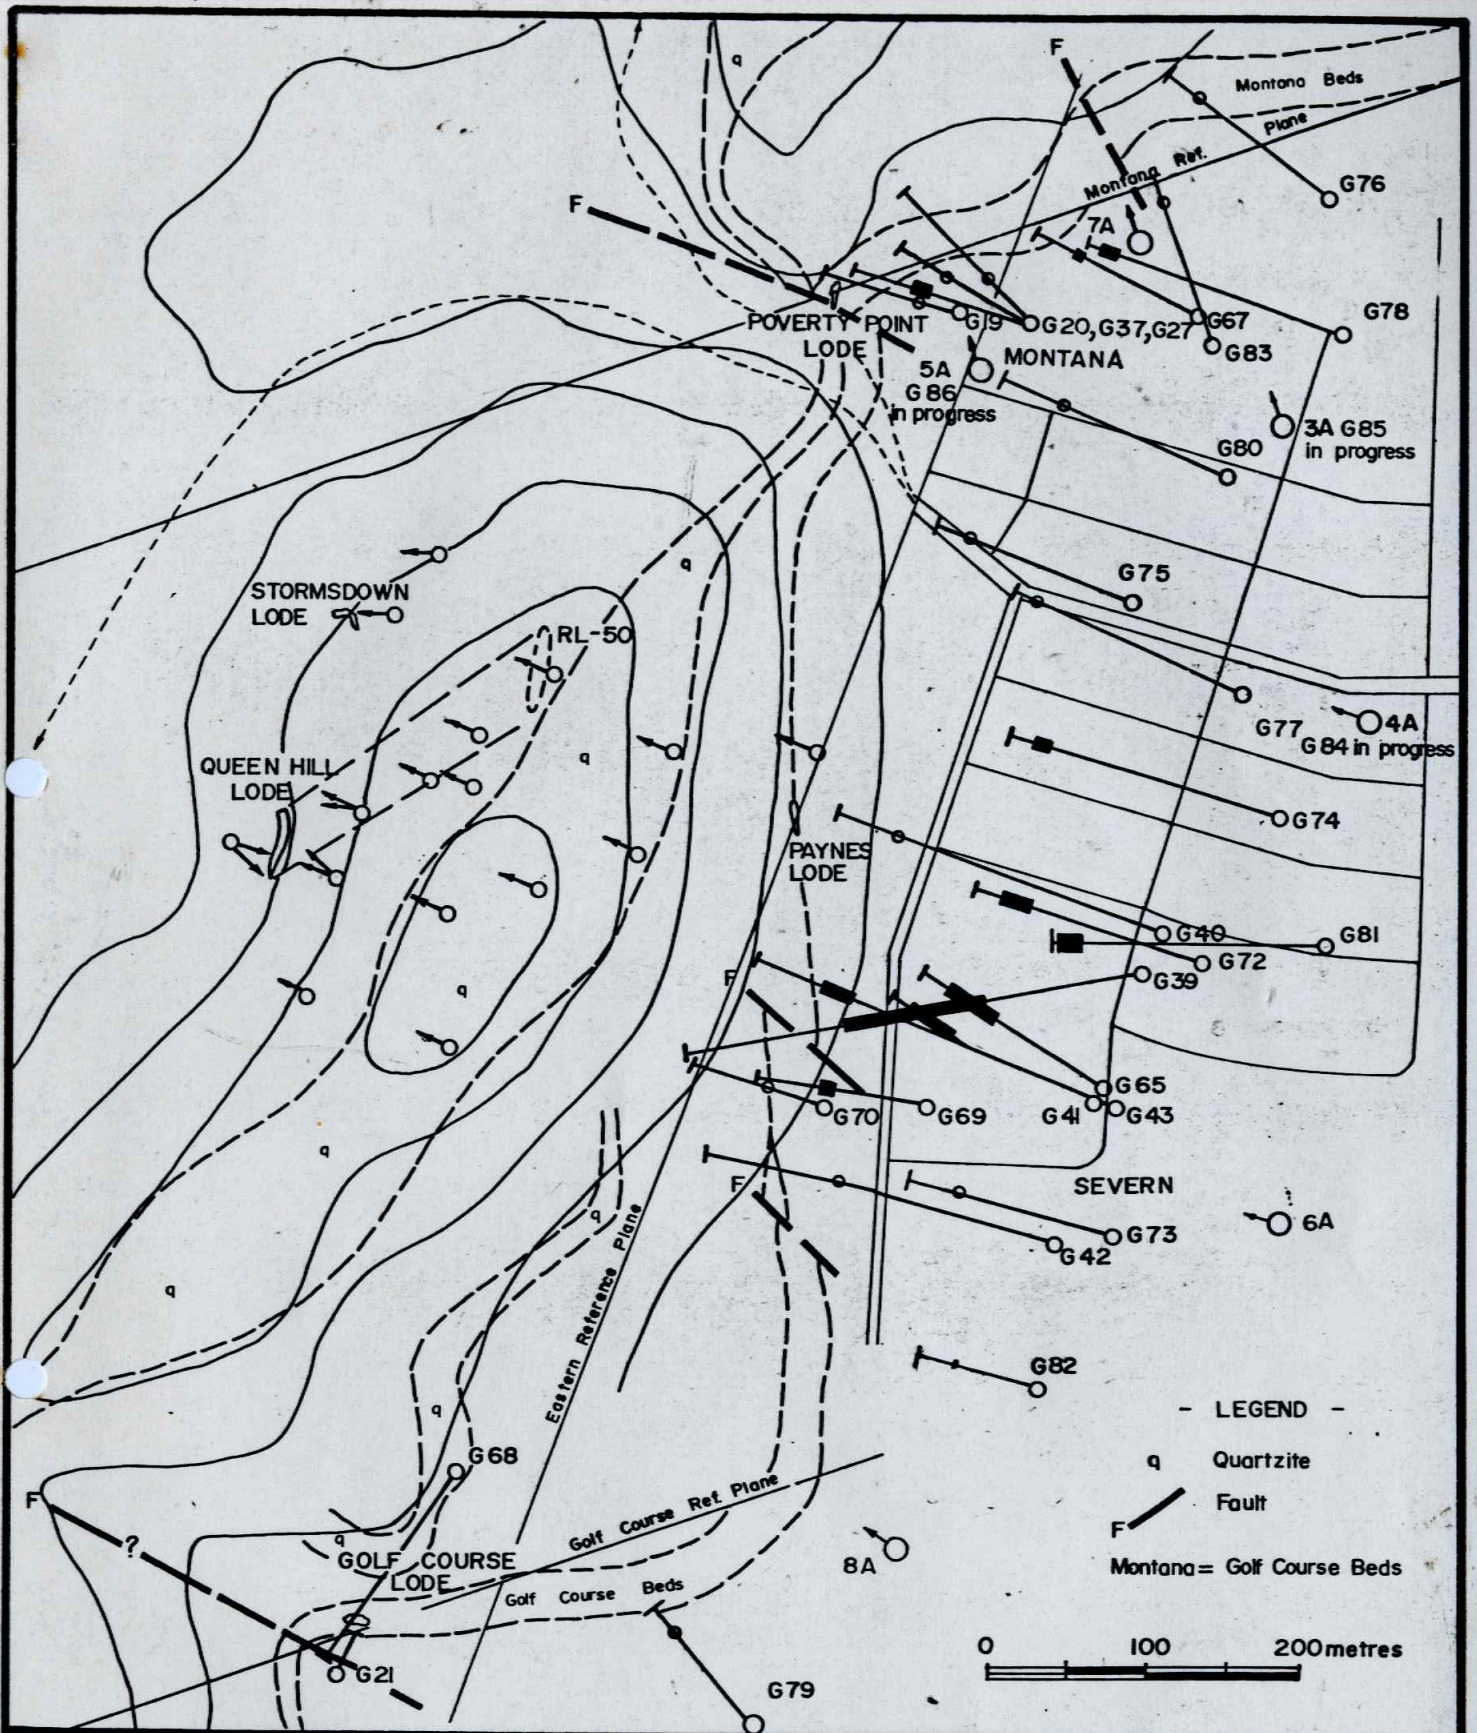 F
q
Montana Beds
Plane
Montana Ref.
G76
F
7A
G78
POVERTY POINT
LODE
G19
G20,G37,G27
G67
G83
5A
G86
in progress
MONTANA
3A G85
in progress
G80
q
G75
STORMSDOWN
LODE
RL-50
G77
4A
G84 in progress
q
QUEEN HILL
LODE
G74
PAYNES
LODE
G40
G81
G72
F
G39
q
G65
G41
G43
G70
G69
q
F
SEVERN
q
6A
G73
G42
Eastern Reference Plane
q
G82
q
- LEGEND -
q Quartzite
F Fault
Montana = Golf Course Beds
G68
F
?
q
Golf Course Ref. Plane
GOLF COURSE
LODE
8A
Golf Course Beds
0 100 200 metres
G21
G79